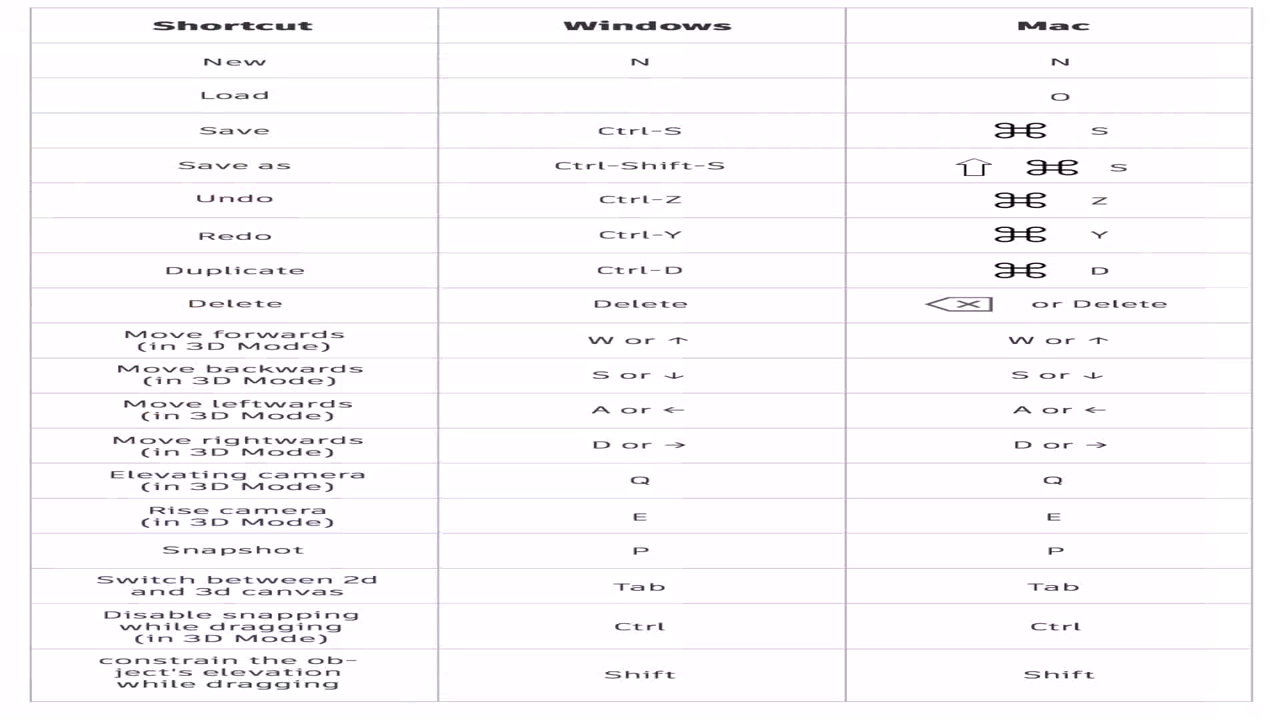 Shortcut Windows Mac
New N N
Load O
Save Ctrl-S ⌘ S
Save as Ctrl-Shift-S ⇧ ⌘ S
Undo Ctrl-Z ⌘ Z
Redo Ctrl-Y ⌘ Y
Duplicate Ctrl-D ⌘ D
Delete Delete ⌫ or Delete
Move forwards
(in 3D Mode) W or ↑ W or ↑
Move backwards
(in 3D Mode) S or ↓ S or ↓
Move leftwards
(in 3D Mode) A or ← A or ←
Move rightwards
(in 3D Mode) D or → D or →
Elevating camera
(in 3D Mode) Q Q
Rise camera
(in 3D Mode) E E
Snapshot P P
Switch between 2d
and 3d canvas Tab Tab
Disable snapping
while dragging Ctrl Ctrl
(in 3D Mode)
constrain the ob-
ject's elevation Shift Shift
while dragging